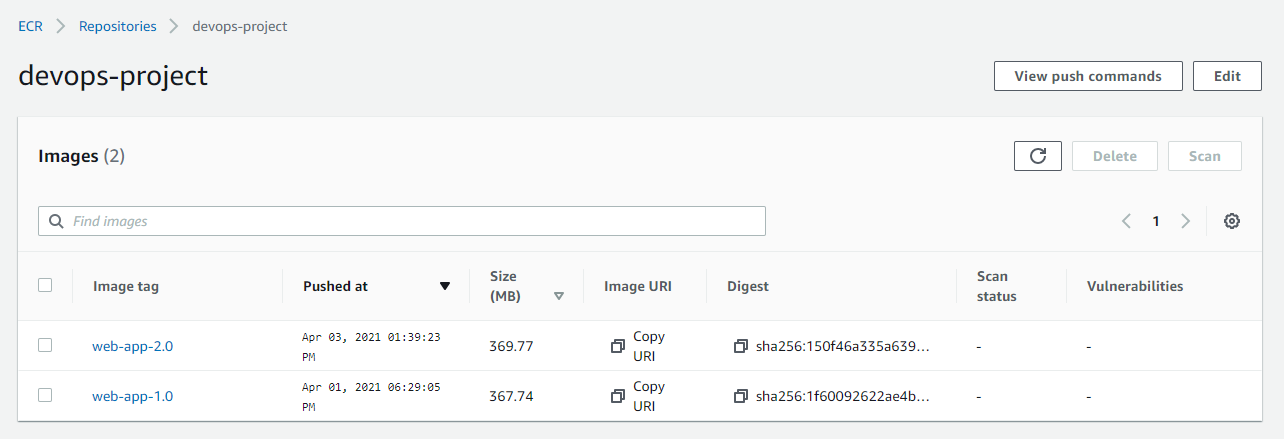 ECR > Repositories > devops-project
devops-project
View push commands
Edit
Images (2)
Delete
Scan
Find images
1
Image tag
Pushed at
Size (MB)
Image URI
Digest
Scan status
Vulnerabilities
web-app-2.0
Apr 03, 2021 01:39:23 PM
369.77
Copy URI
sha256:150f46a335a639...
-
-
web-app-1.0
Apr 01, 2021 06:29:05 PM
367.74
Copy URI
sha256:1f60092622ae4b...
-
-